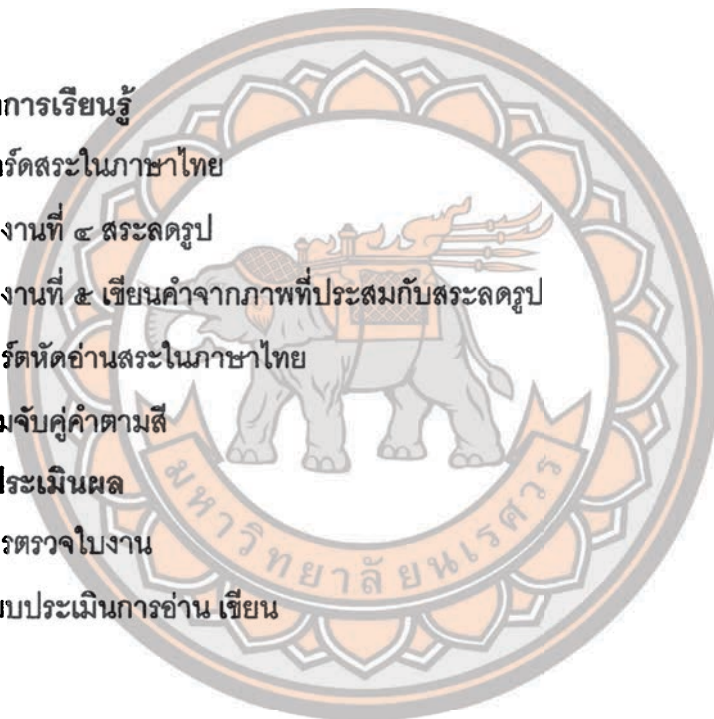 การเรียนรู้
ร์ดสระในภาษาไทย
งานที่ ๔ สระลดรูป
งานที่ ๕ เขียนคำจากภาพที่ประสมกับสระลดรูป
ร์ตหัดอ่านสระในภาษาไทย
มจับคู่คำตามสี
ประเมินผล
รตรวจใบงาน
บประเมินการอ่าน เขียน
มหาวิทยาลัยนเรศวร